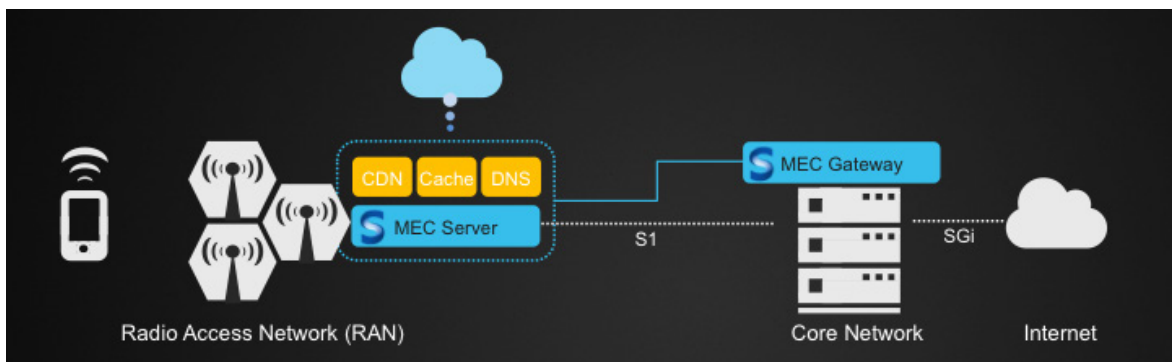 CDN Cache DNS
MEC Server
MEC Gateway
S1
SGi
Radio Access Network (RAN)
Core Network
Internet